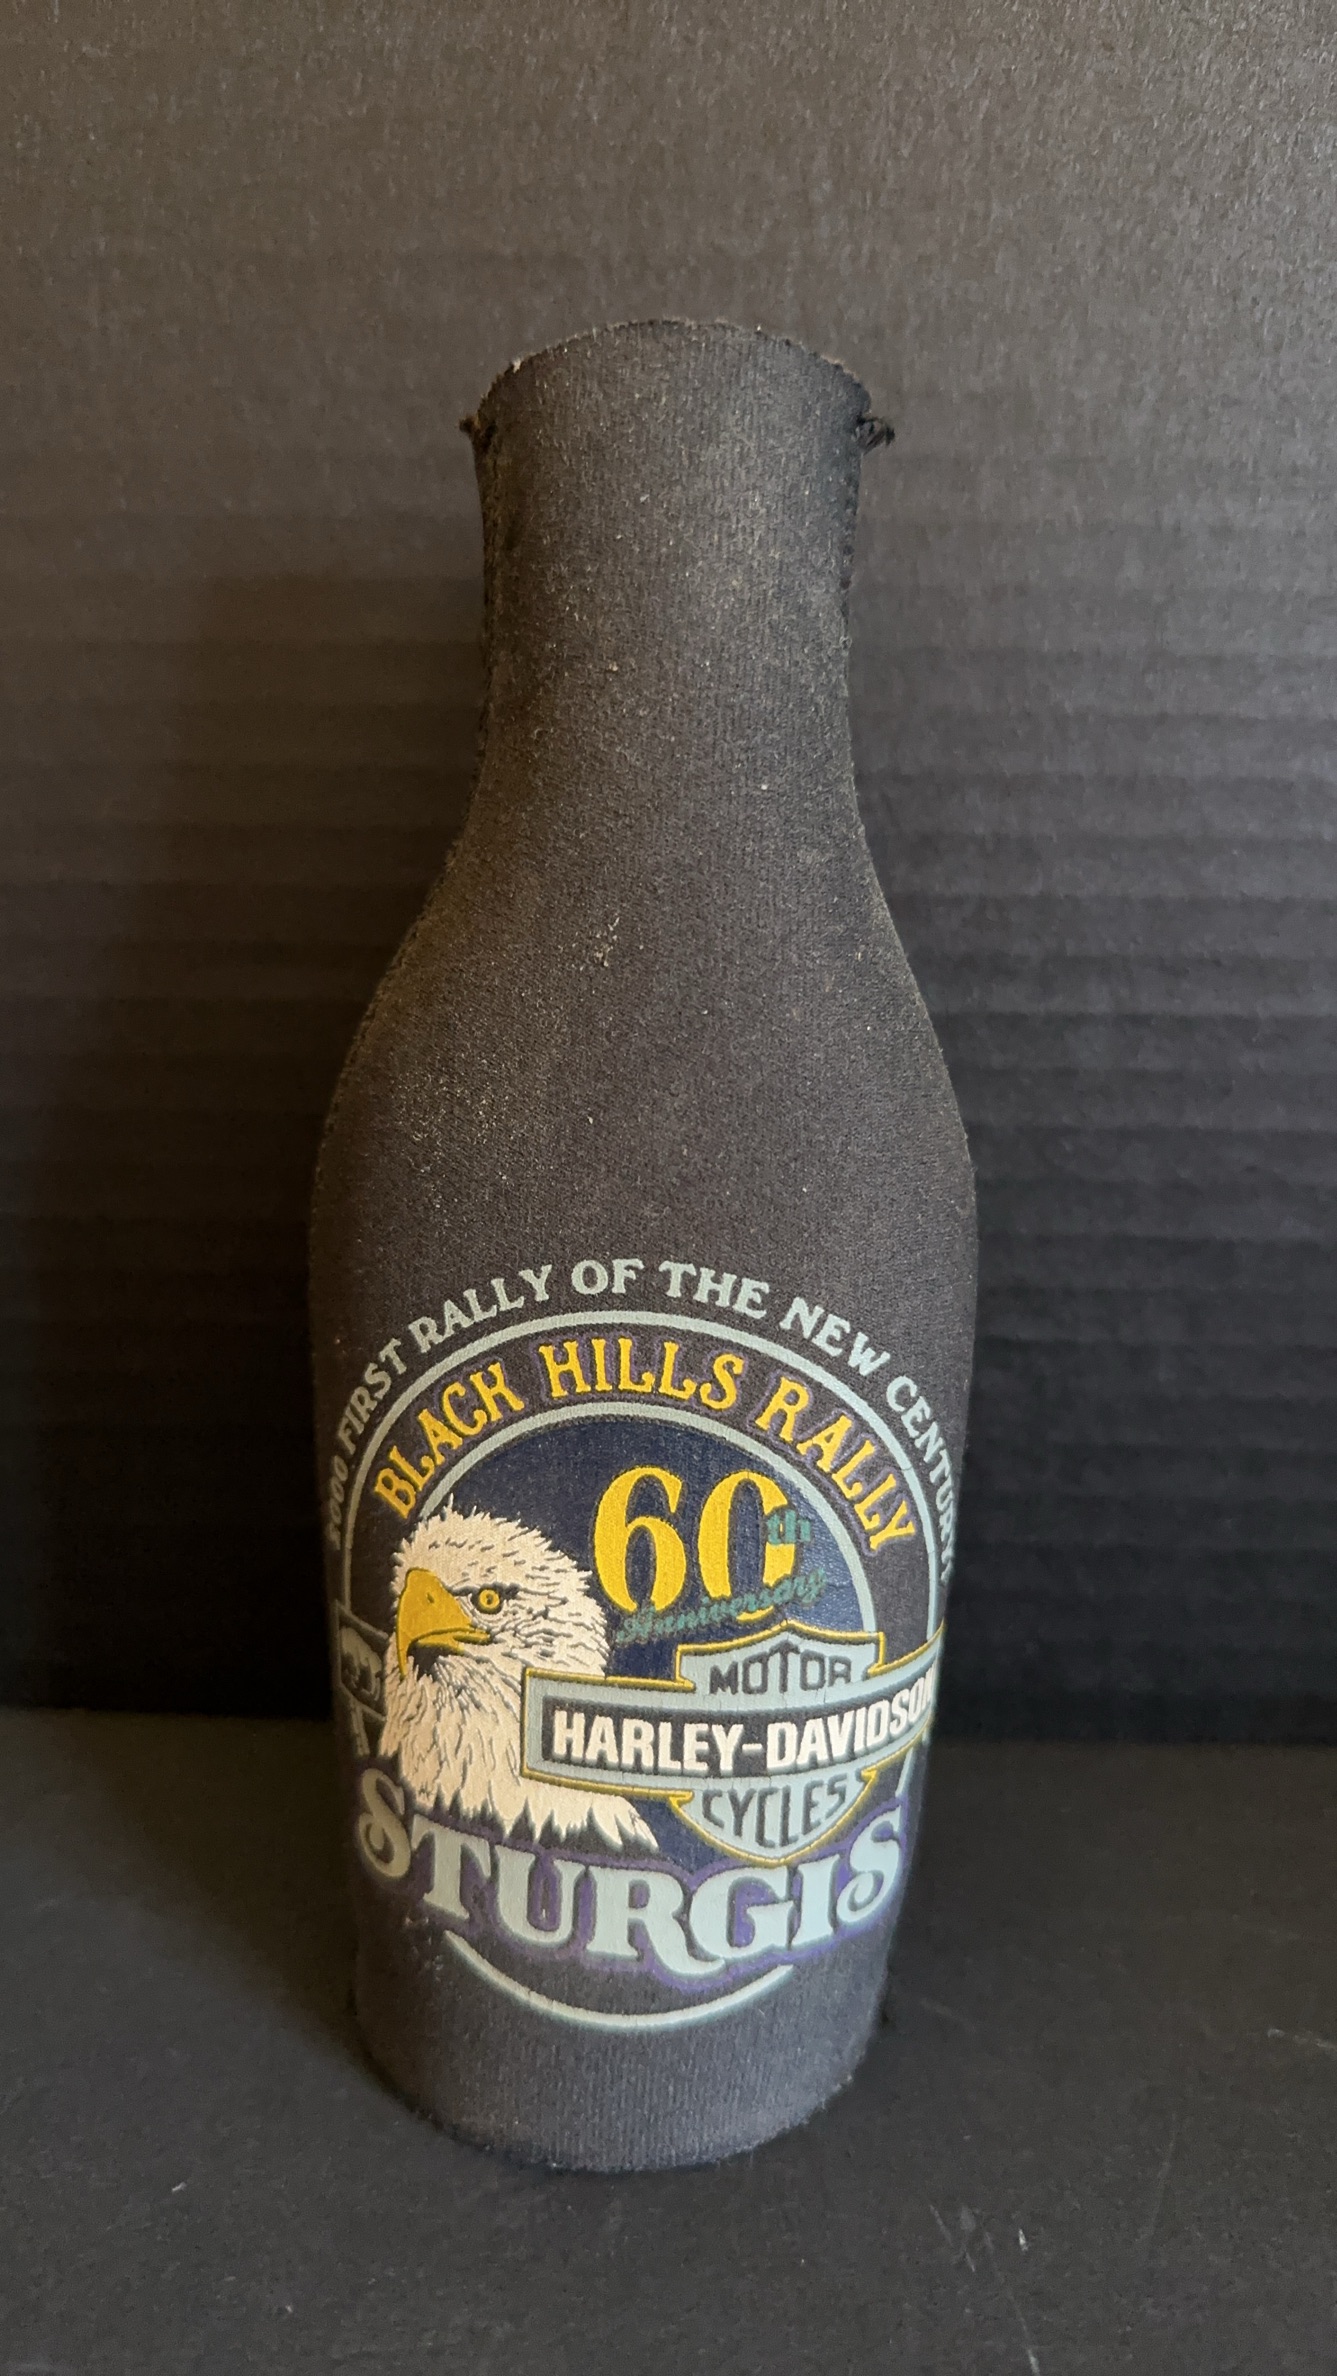 2000 FIRST RALLY OF THE NEW CENTURY!
BLACK HILLS RALLY
60th
Anniversary
MOTOR
HARLEY-DAVIDSON
CYCLES
STURGIS